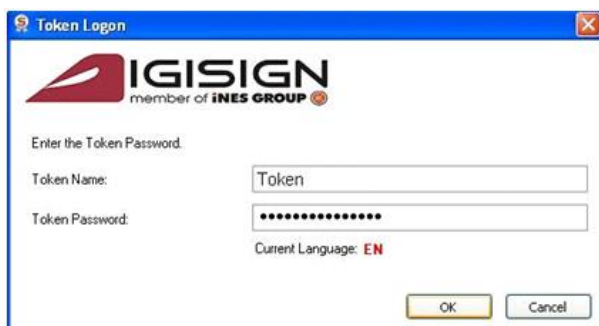 Token Logon
IGISIGN
member of iNES GROUP
Enter the Token Password.
Token Name: Token
Token Password: •••••••••••••••
Current Language: EN
OK Cancel